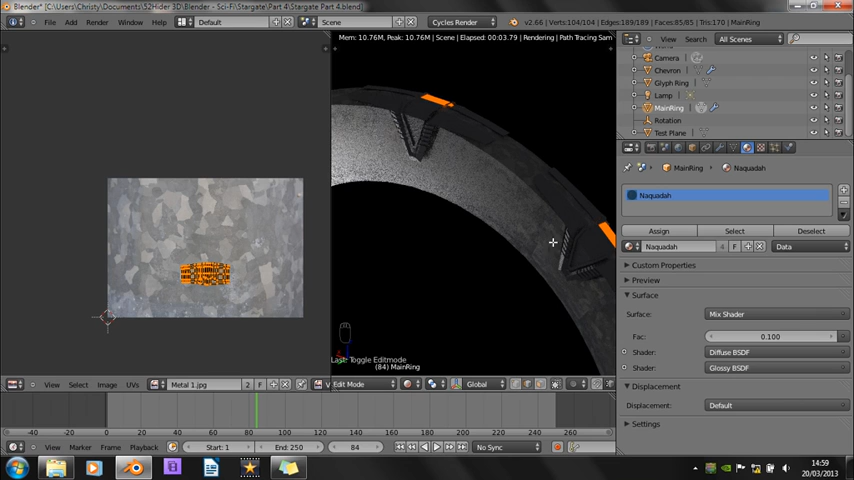 Blender* [C:\Users\Christy\Documents\52Hider 3D\Blender - Sci-Fi\Stargate\Part 4\Stargate Part 4.blend]
File Add Render Window Help Default Scene Cycles Render v2.66 | Verts:104/104 | Edges:189/189 | Faces:85/85 | Tris:170 | MainRing
Mem: 10.76M, Peak: 10.76M | Scene | Elapsed: 00:03.79 | Rendering | Path Tracing Sam
View Search All Scenes
Camera
Chevron
Glyph Ring
Lamp
MainRing
Rotation
Test Plane
MainRing Naquadah
Naquadah
Assign Select Deselect
Naquadah 4 F Data
Custom Properties
Preview
Surface
Surface: Mix Shader
Fac: 0.100
Shader: Diffuse BSDF
Shader: Glossy BSDF
Displacement
Displacement: Default
Settings
Last: Toggle Editmode
(84) MainRing
View Select Image UVs Metal 1.jpg 2 F Edit Mode Global
-40 -20 0 20 40 60 80 100 120 140 160 180 200 220 240 260
View Marker Frame Playback Start: 1 End: 250 84 No Sync
14:59
20/03/2013